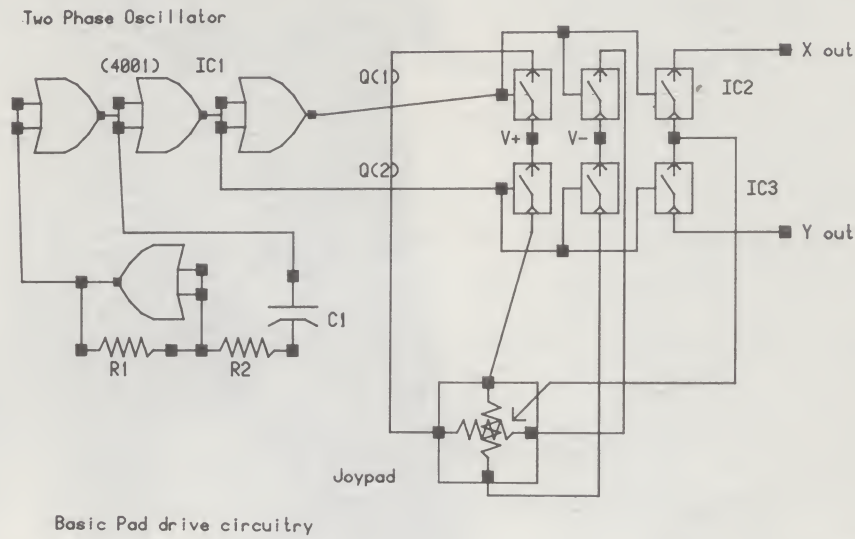 Two Phase Oscillator
(4001) IC1
Q(1)
X out
IC2
V+ V-
Q(2)
IC3
Y out
C1
R1 R2
Joypad
Basic Pad drive circuitry